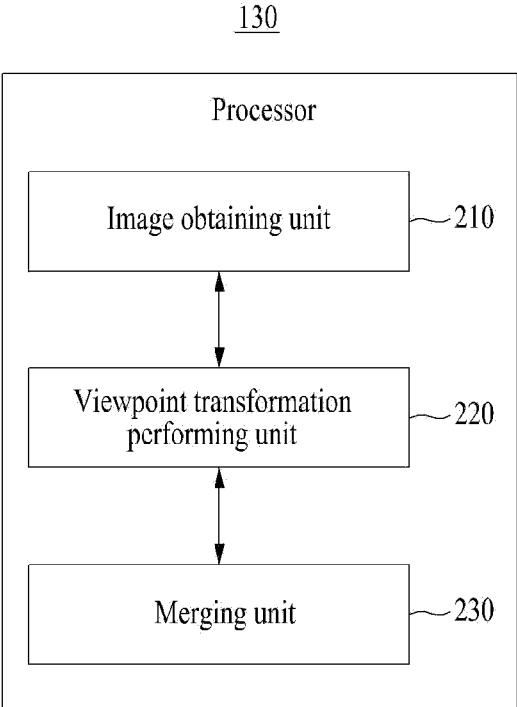 130
Processor
Image obtaining unit
210
Viewpoint transformation
performing unit
220
Merging unit
230